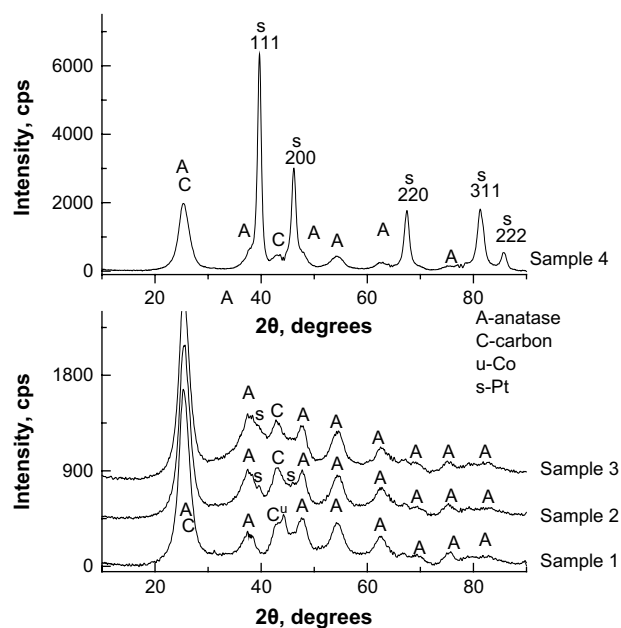 Intensity, cps
6000
4000
2000
0
s
111
s
200
s
220
s
311
s
222
A
C
A
C
A
A
A
A
Sample 4
20
40
60
80
A
2θ, degrees
A-anatase
C-carbon
u-Co
s-Pt
Intensity, cps
1800
900
0
A
s
C
A
A
A
A
A
A
Sample 3
A
s
C
s
A
A
A
A
A
A
Sample 2
A
C
A
C
u
A
A
A
A
A
A
Sample 1
20
40
60
80
2θ, degrees